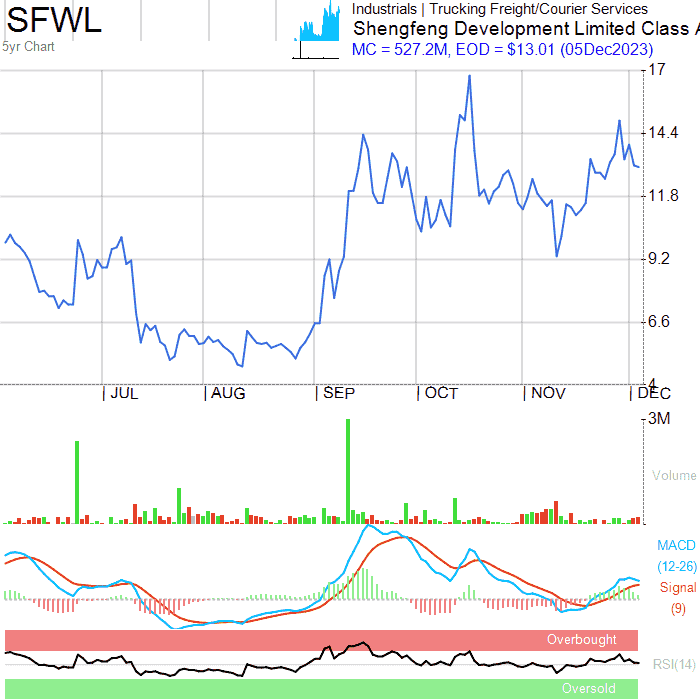 SFWL
5yr Chart
Industrials | Trucking Freight/Courier Services
Shengfeng Development Limited Class A
MC = 527.2M, EOD = $13.01 (05Dec2023)
17
14.4
11.8
9.2
6.6
4
JUL AUG SEP OCT NOV DEC
3M
Volume
MACD
(12-26)
Signal
(9)
Overbought
RSI(14)
Oversold